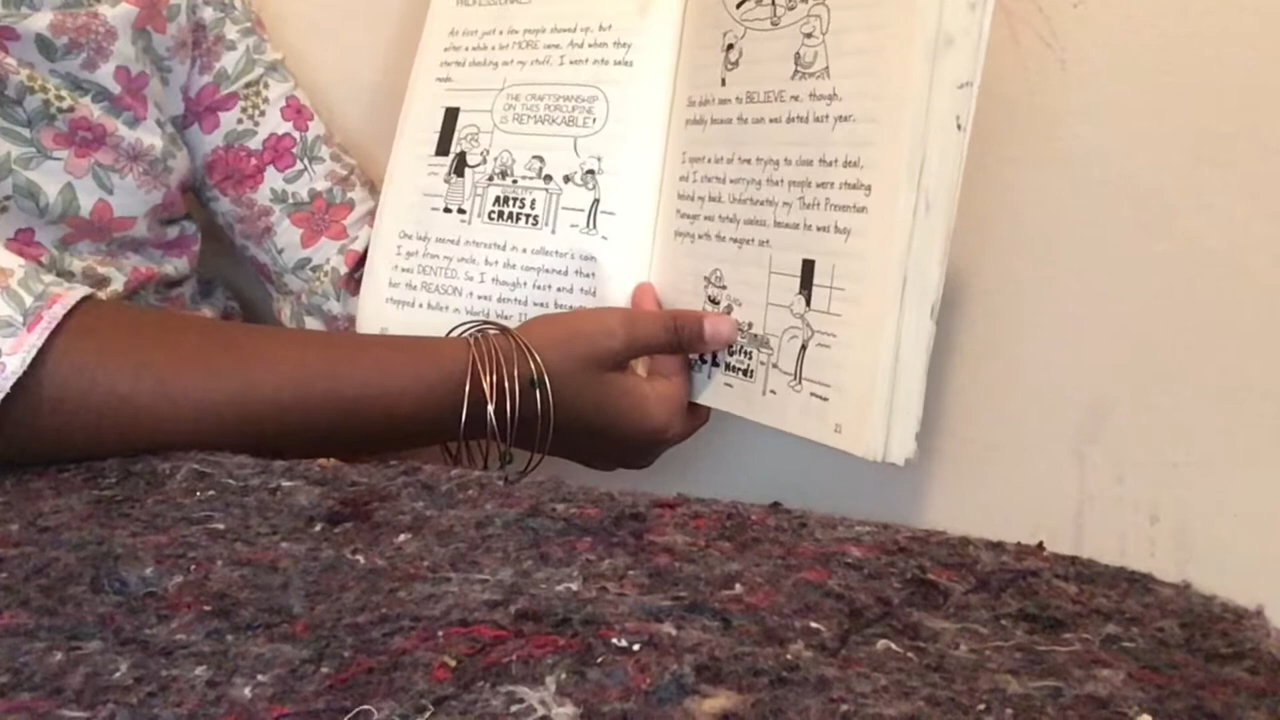 PROFESSIONAL!
At first just a few people showed up, but
after a while a lot MORE came. And when they
started checking out my stuff, I went into sales
mode.
THE CRAFTSMANSHIP
ON THIS PORCUPINE
IS REMARKABLE!
QUALITY
ARTS &
CRAFTS
One lady seemed interested in a collector's coin
I got from my uncle, but she complained that
it was DENTED. So I thought fast and told
her the REASON it was dented was because
stopped a bullet in World War II
20
She didn't seem to BELIEVE me, though,
probably because the coin was dated last year.
I spent a lot of time trying to close that deal,
and I started worrying that people were stealing
behind my back. Unfortunately my Theft Prevention
Manager was totally useless, because he was busy
playing with the magnet set.
CLICK
Gifts
Nerds
21